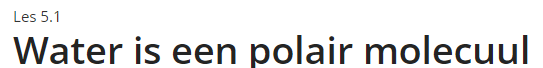 Les 5.1
Water is een polair molecuul